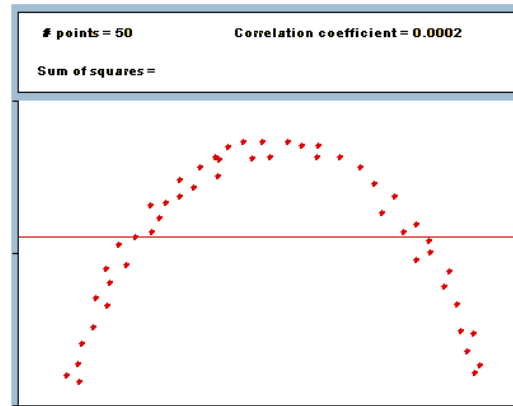 # points = 50 Correlation coefficient = 0.0002
Sum of squares =